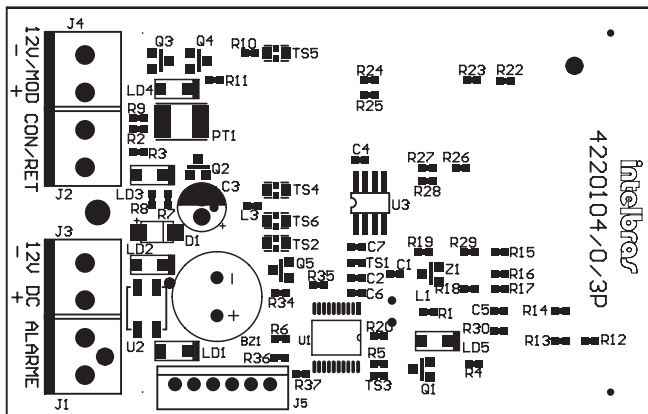 J4
12V/MOD CON/RET
- +
J2
J3
12V DC ALARME
- +
J1
Q3
Q4
R10
TS5
R11
LD4
PT1
R9
R2
R3
Q2
LD3
C3
R8
R7
+
L3
TS4
TS6
TS2
+
D1
LD2
Q5
R35
R34
-
+
BZ1
U2
R6
R36
LD1
R37
J5
R24
R25
R23
R22
C4
R27
R26
R28
U3
C7
TS1
C2
C1
C6
R19
R29
R15
Z1
R16
R18
R17
L1
R1
C5
R14
R30
R13
R12
U1
R20
R5
TS3
LD5
Q1
R4
4220104/0/3P
intelbras